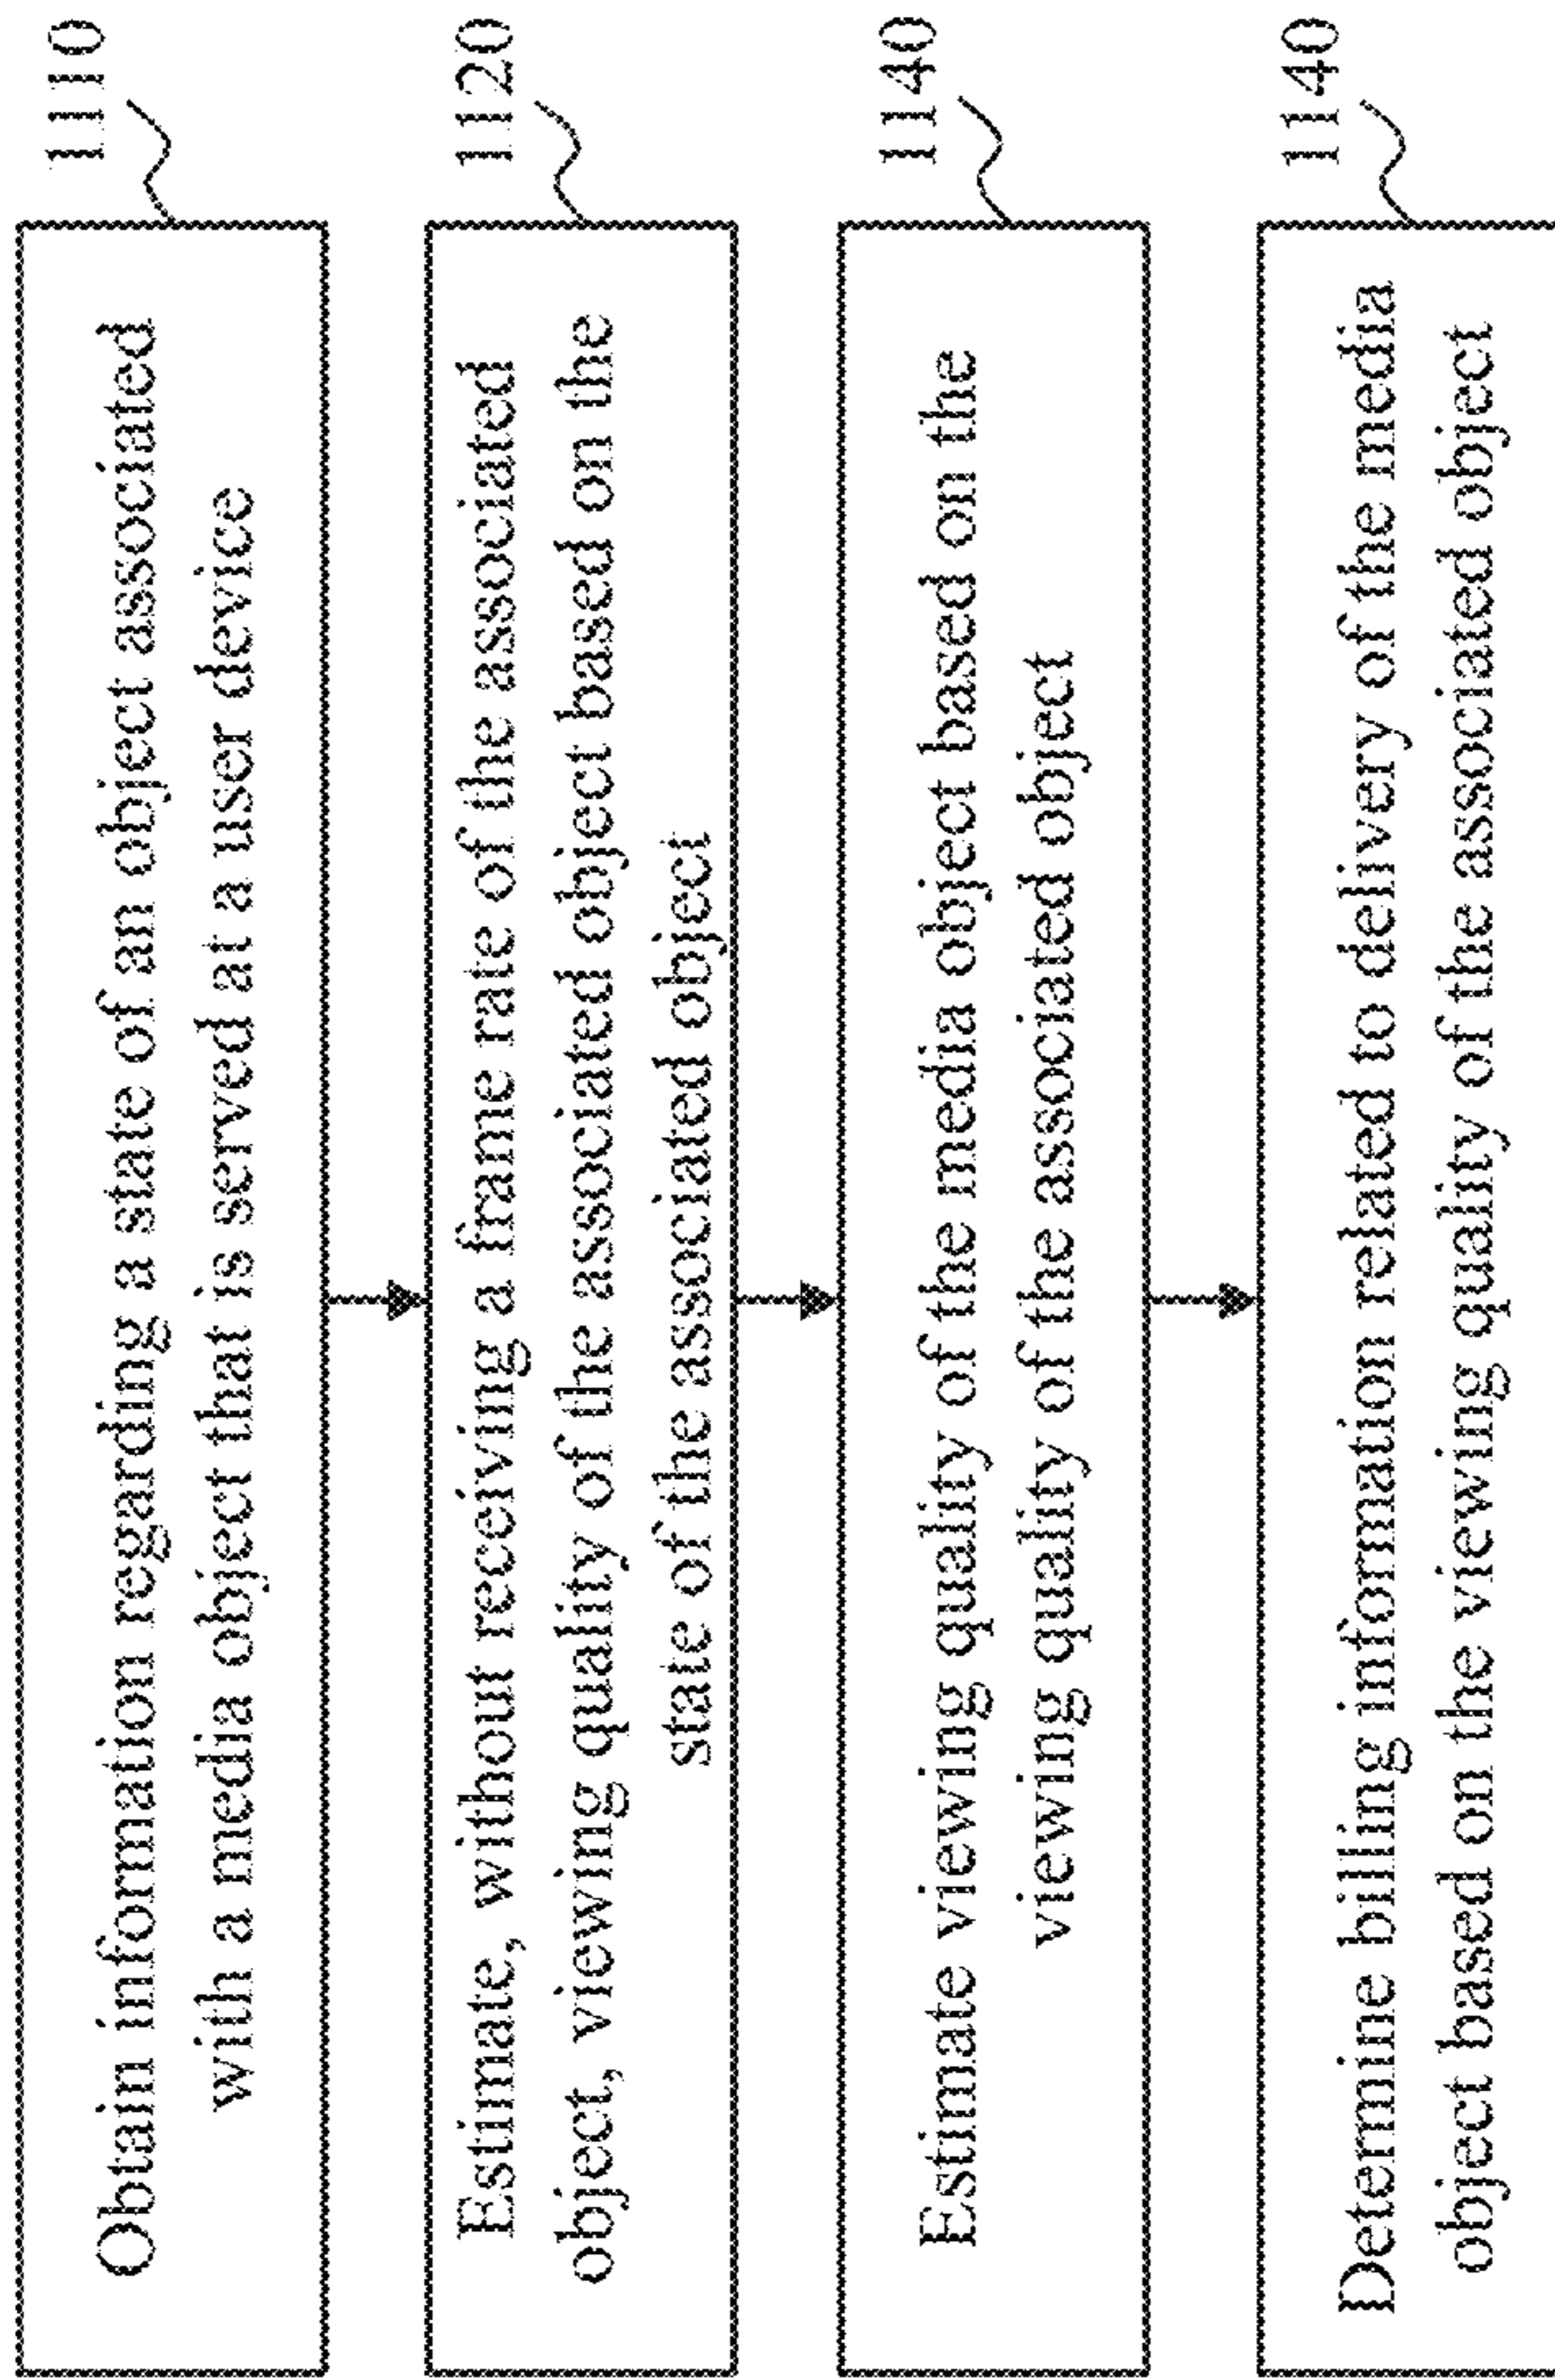 1110
Obtain information regarding a state of an object associated
with a media object that is served at a user device
1120
Estimate, without receiving a frame rate of the associated
object, viewing quality of the associated object based on the
state of the associated object
1140
Estimate viewing quality of the media object based on the
viewing quality of the associated object
1140
Determine billing information related to delivery of the media
object based on the viewing quality of the associated object